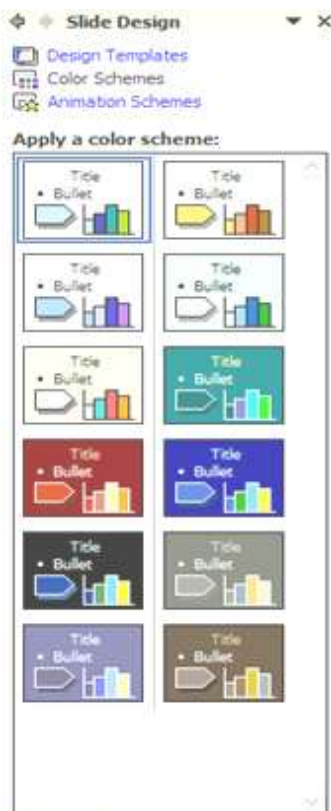 Slide Design
Design Templates
Color Schemes
Animation Schemes
Apply a color scheme:
Title
• Bullet
Title
• Bullet
Title
• Bullet
Title
• Bullet
Title
• Bullet
Title
• Bullet
Title
• Bullet
Title
• Bullet
Title
• Bullet
Title
• Bullet
Title
• Bullet
Title
• Bullet